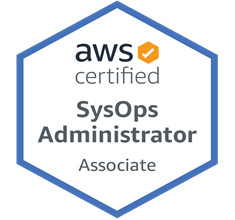 aws
certified
SysOps
Administrator
Associate